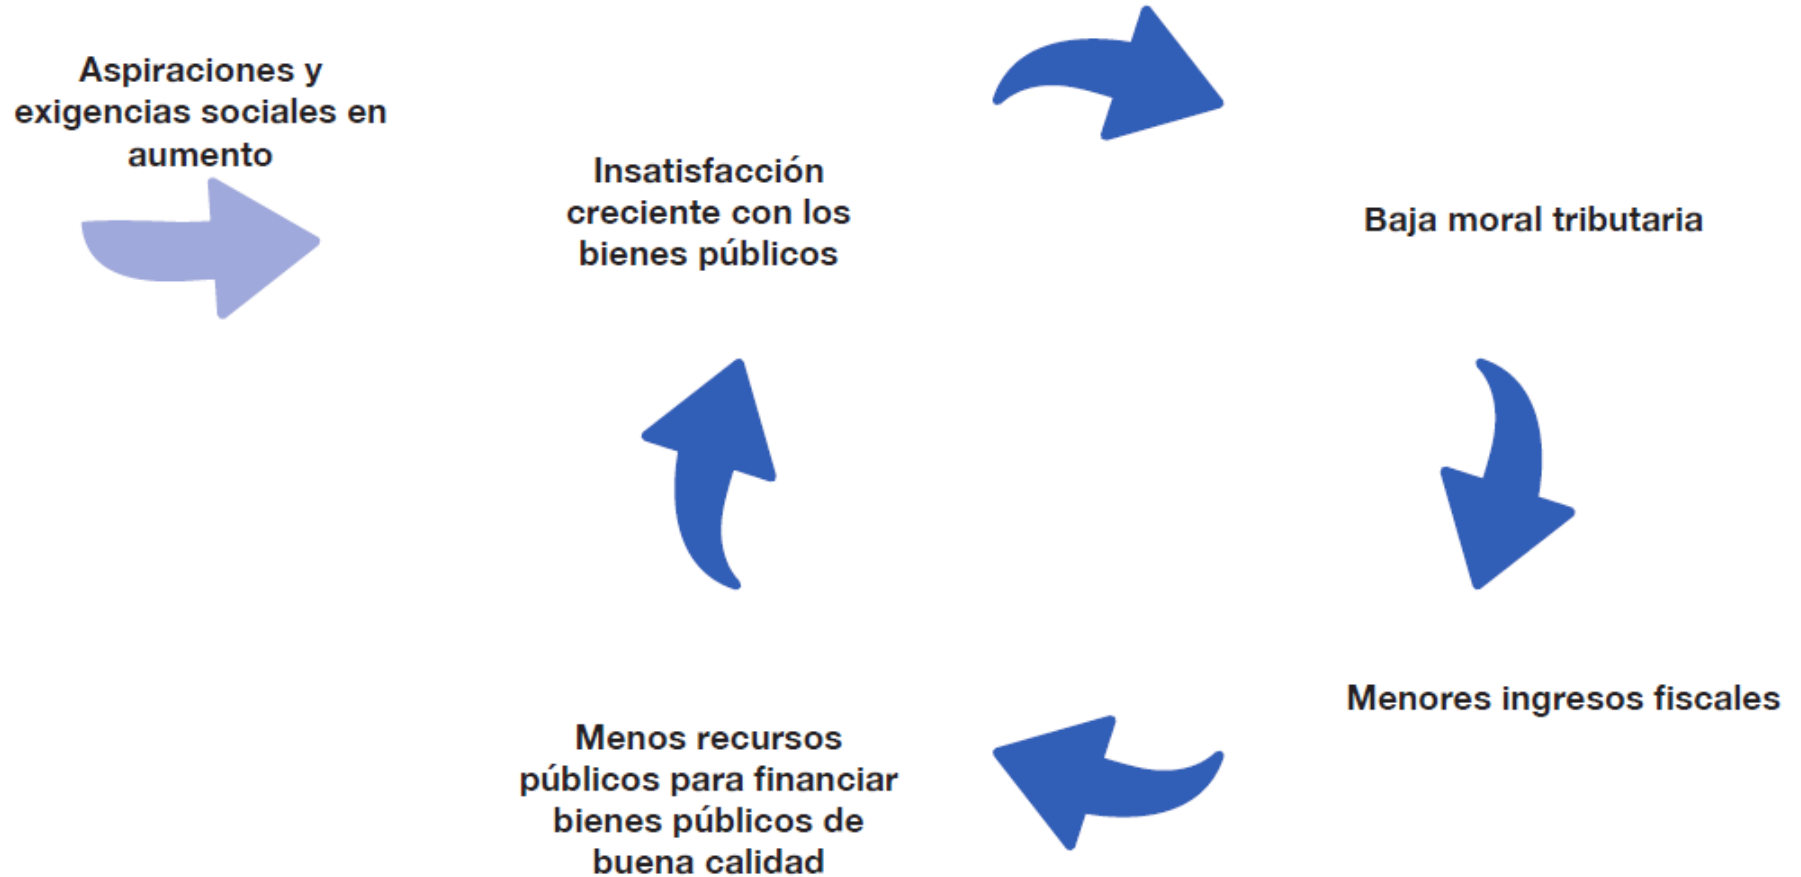 Aspiraciones y
exigencias sociales en
aumento
Insatisfacción
creciente con los
bienes públicos
Baja moral tributaria
Menores ingresos fiscales
Menos recursos
públicos para financiar
bienes públicos de
buena calidad